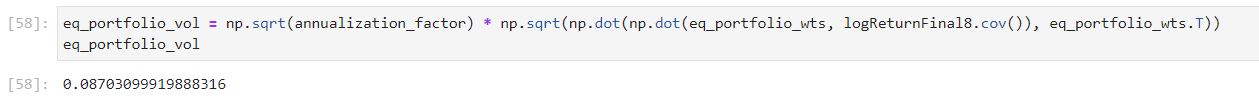 [58]: eq_portfolio_vol = np.sqrt(annualization_factor) * np.sqrt(np.dot(np.dot(eq_portfolio_wts, logReturnFinal8.cov()), eq_portfolio_wts.T))
eq_portfolio_vol
[58]: 0.08703099919888316